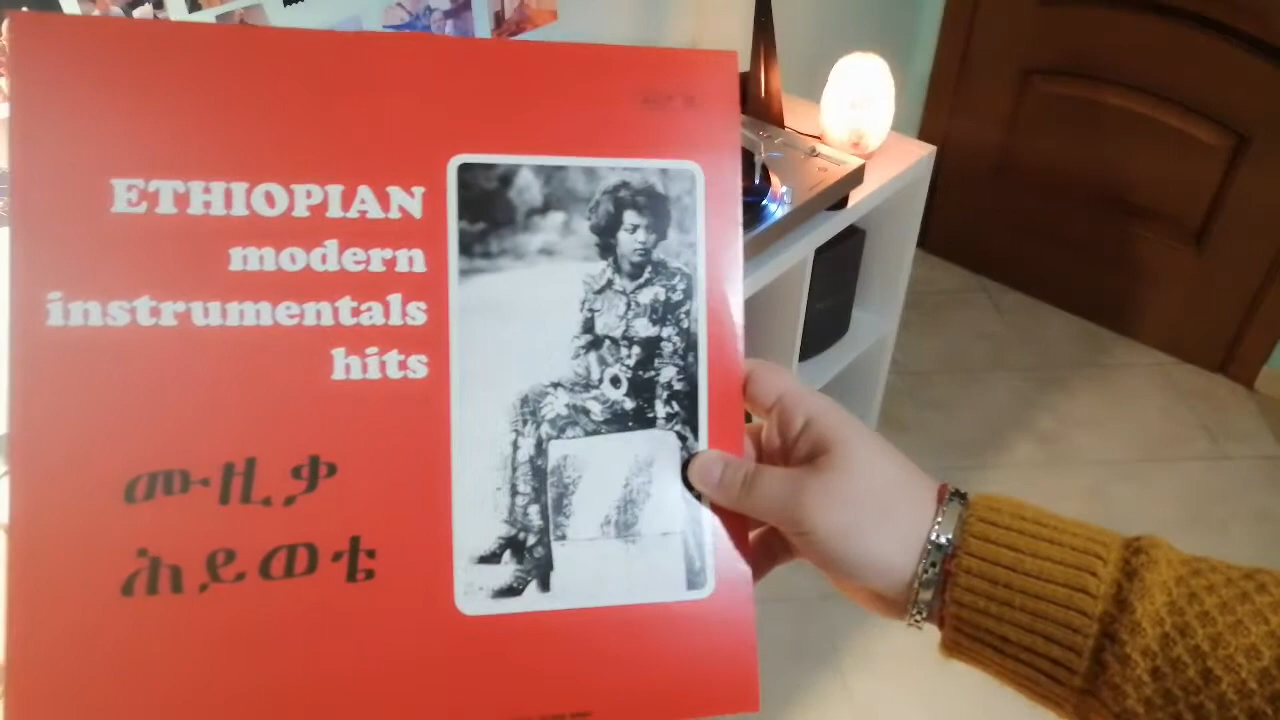 ETHIOPIAN
modern
instrumentals
hits
ሙዚቃ
ሕይወቴ